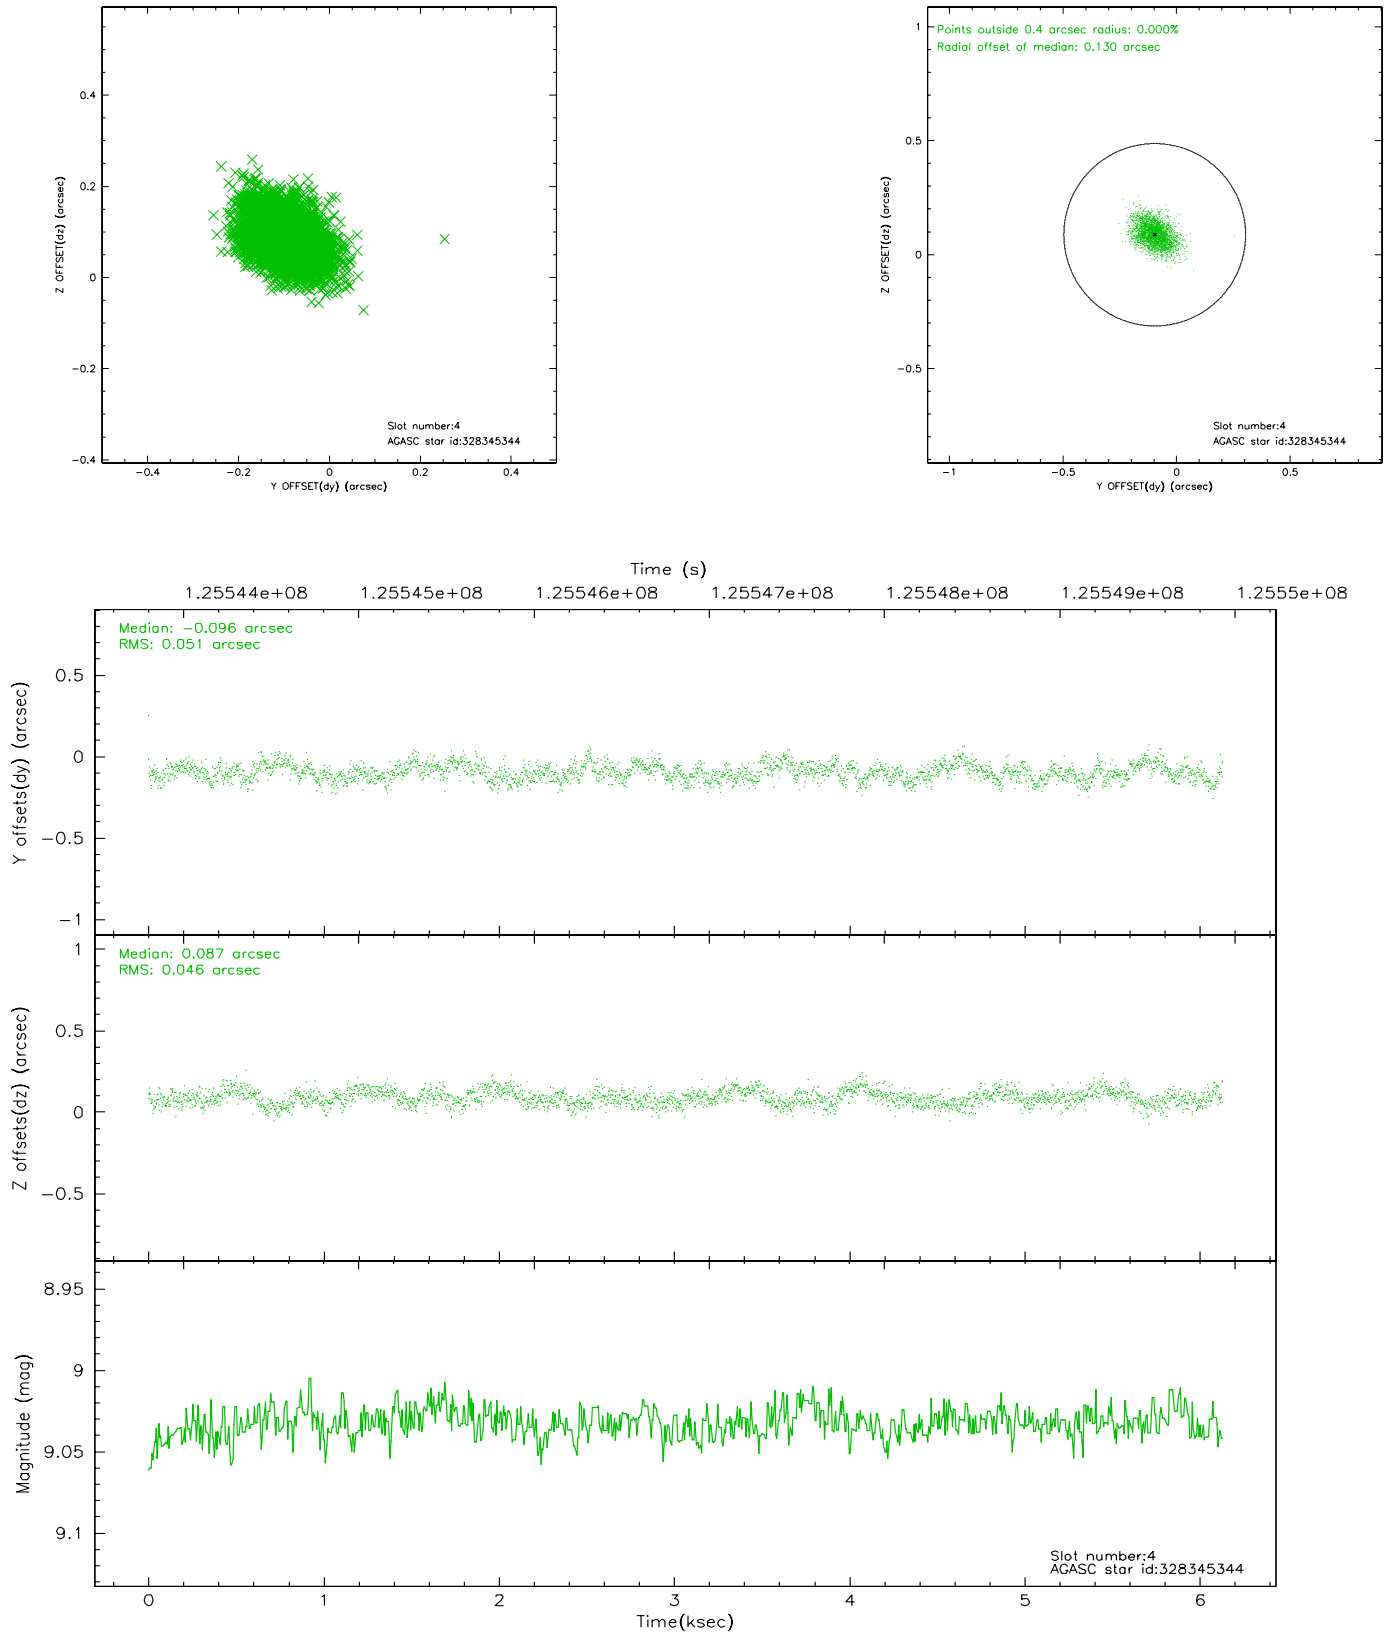 0.4
0.2
0
−0.2
−0.4
Z OFFSET(dz) (arcsec)
Slot number:4
AGASC star id:328345344
−0.4 −0.2 0 0.2 0.4
Y OFFSET(dy) (arcsec)
Points outside 0.4 arcsec radius: 0.000%
Radial offset of median: 0.130 arcsec
1
0.5
0
−0.5
Z OFFSET(dz) (arcsec)
Slot number:4
AGASC star id:328345344
−1 −0.5 0 0.5
Y OFFSET(dy) (arcsec)
Time (s)
1.25544e+08 1.25545e+08 1.25546e+08 1.25547e+08 1.25548e+08 1.25549e+08 1.2555e+08
Median: −0.096 arcsec
RMS: 0.051 arcsec
0.5
0
−0.5
−1
Y offsets(dy) (arcsec)
Median: 0.087 arcsec
RMS: 0.046 arcsec
1
0.5
0
−0.5
Z offsets(dz) (arcsec)
8.95
9
9.05
9.1
Magnitude (mag)
Slot number:4
AGASC star id:328345344
0 1 2 3 4 5 6
Time(ksec)